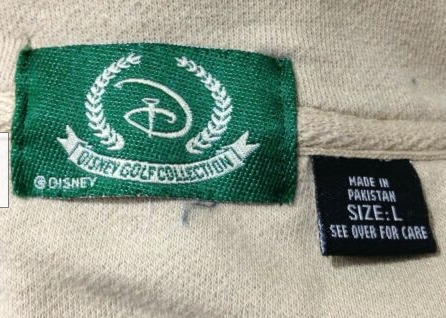 D
DISNEY GOLF COLLECTION
© DISNEY
MADE IN
PAKISTAN
SIZE: L
SEE OVER FOR CARE